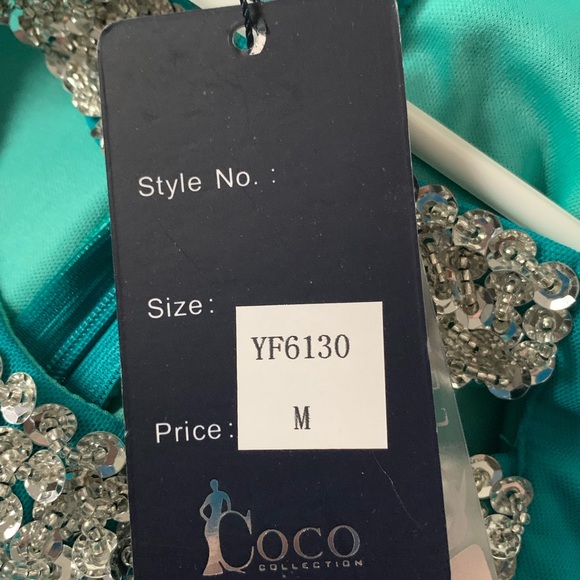 Style No. :
Size:
YF6130
Price:
M
COCO
COLLECTION